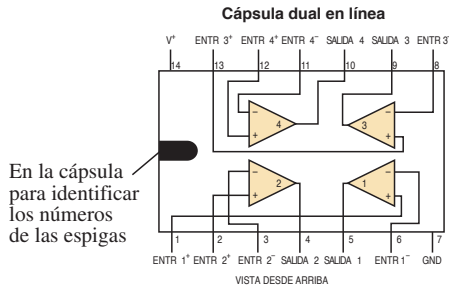 Cápsula dual en línea
V+ ENTR 3+ ENTR 4+ ENTR 4− SALIDA 4 SALIDA 3 ENTR 3−
14 13 12 11 10 9 8
− + 4
− + 3
− + 2
− + 1
En la cápsula
para identificar
los números
de las espigas
1 2 3 4 5 6 7
ENTR 1+ ENTR 2+ ENTR 2− SALIDA 2 SALIDA 1 ENTR 1− GND
VISTA DESDE ARRIBA